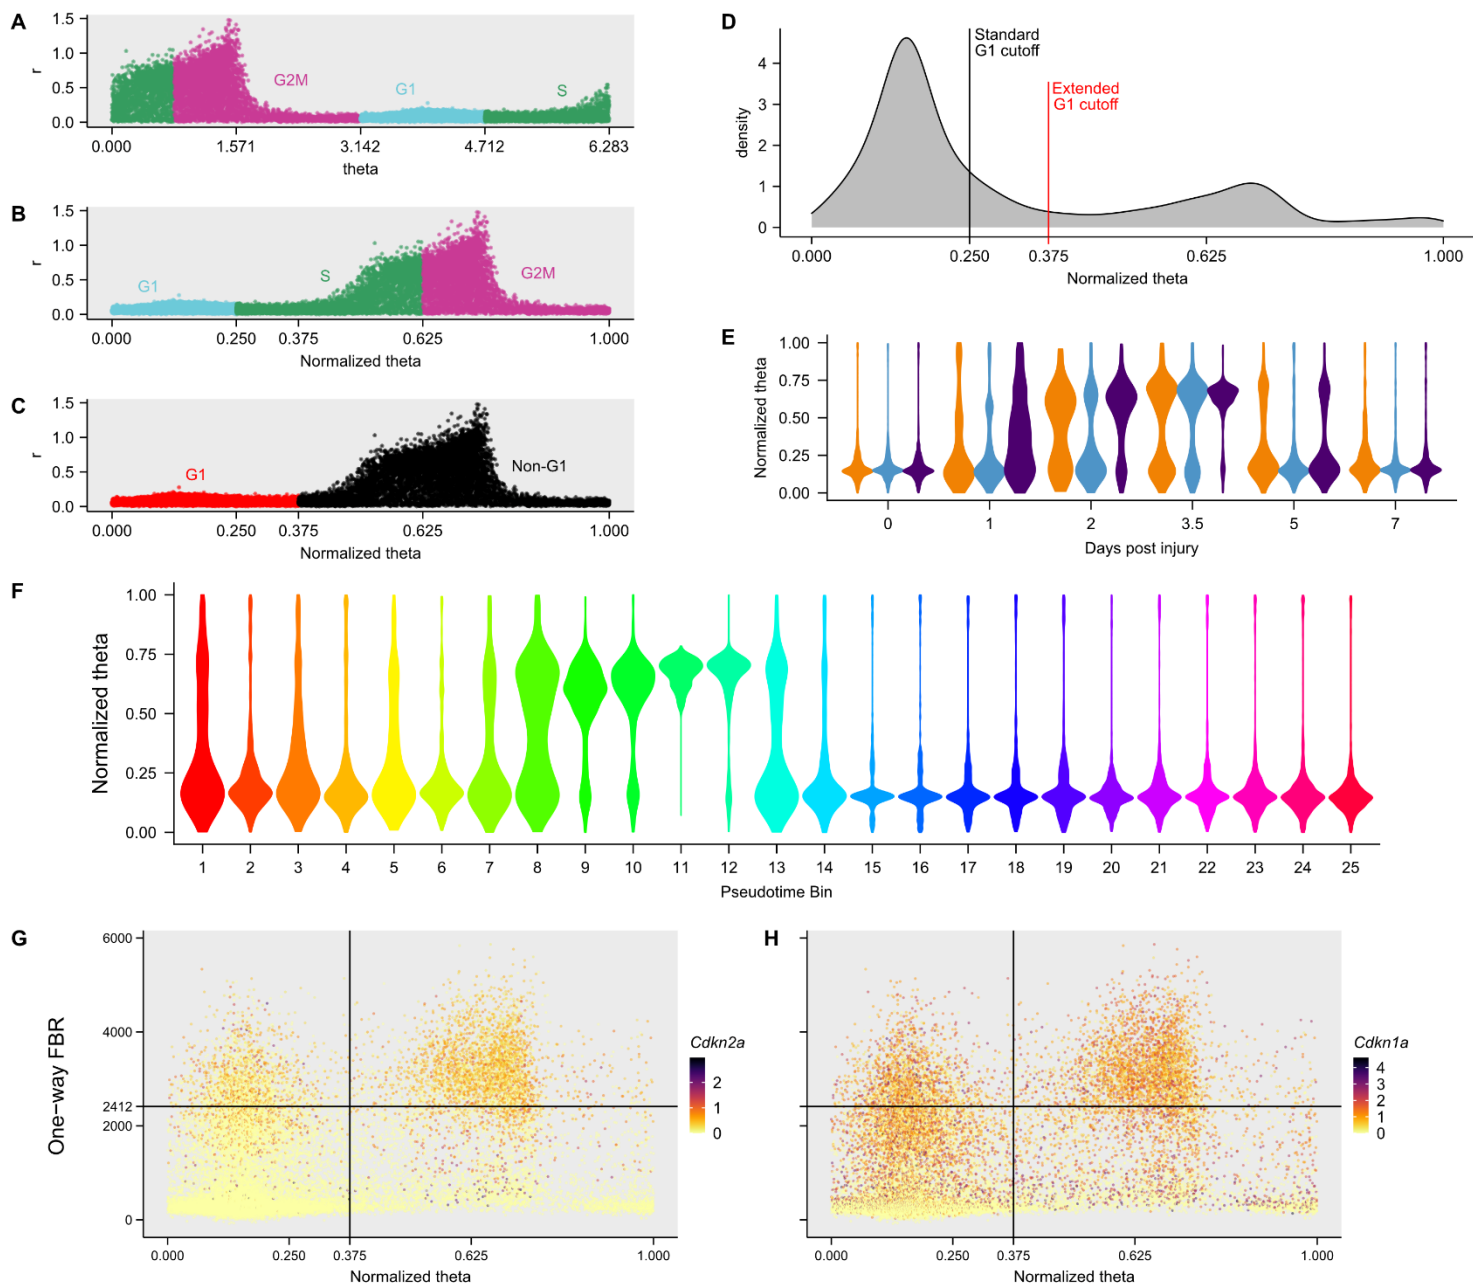 A
1.5
1.0
0.5
0.0
r
G2M
G1
S
0.000
1.571
3.142
4.712
6.283
theta
B
1.5
1.0
0.5
0.0
r
G1
S
G2M
0.000
0.250
0.375
0.625
1.000
Normalized theta
C
1.5
1.0
0.5
0.0
r
G1
Non-G1
0.000
0.250
0.375
0.625
1.000
Normalized theta
D
Standard
G1 cutoff
Extended
G1 cutoff
4
3
2
1
0
density
0.000
0.250
0.375
0.625
1.000
Normalized theta
E
1.00
0.75
0.50
0.25
0.00
Normalized theta
0
1
2
3.5
5
7
Days post injury
F
1.00
0.75
0.50
0.25
0.00
Normalized theta
1 2 3 4 5 6 7 8 9 10 11 12 13 14 15 16 17 18 19 20 21 22 23 24 25
Pseudotime Bin
G
6000
4000
2412
2000
0
One−way FBR
0.000
0.250
0.375
0.625
1.000
Normalized theta
Cdkn2a
2
1
0
H
0.000
0.250
0.375
0.625
1.000
Normalized theta
Cdkn1a
4
3
2
1
0